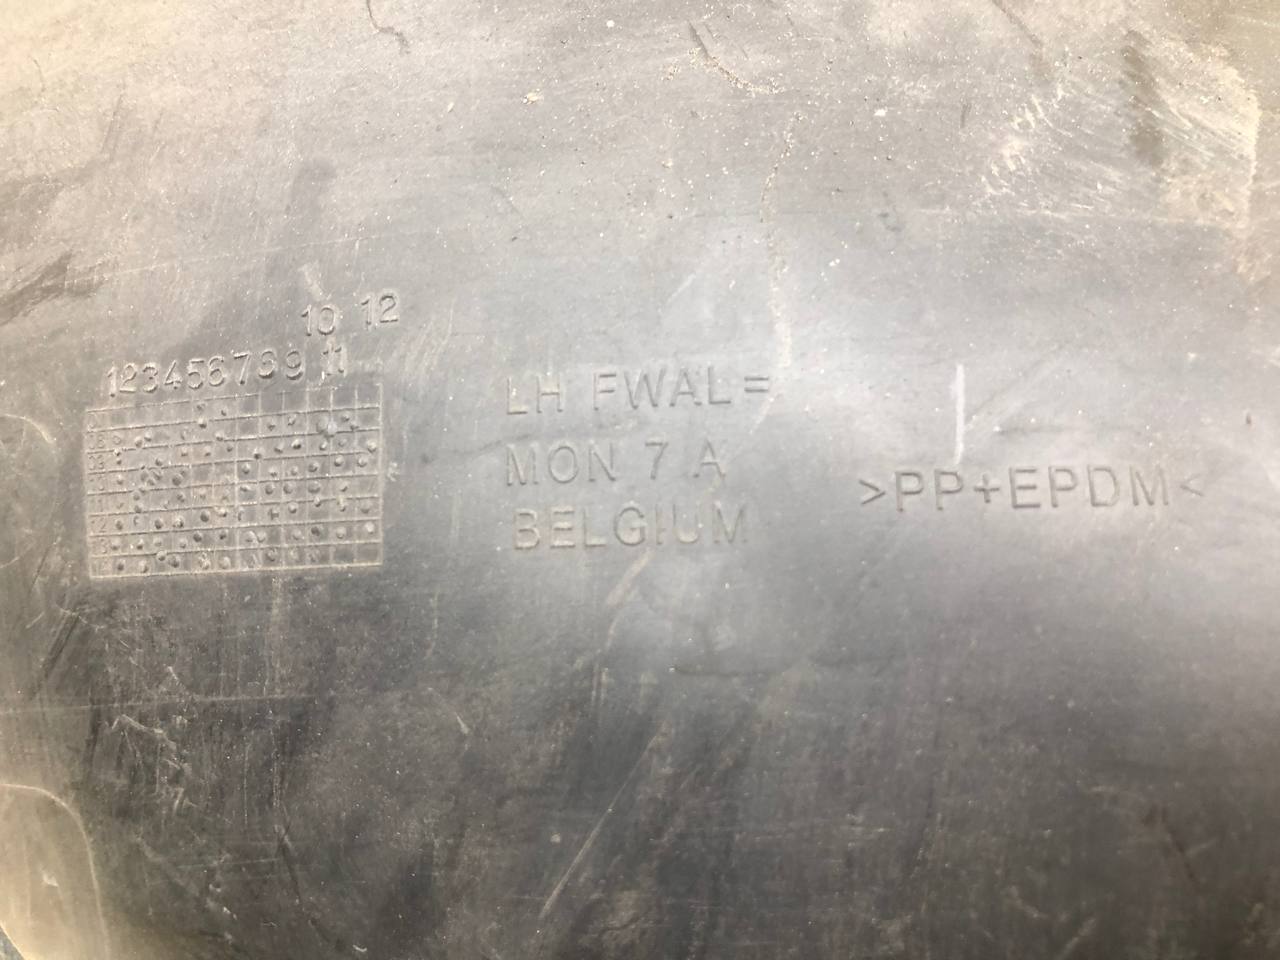 10 12
123456789 11
LH FWAL=
MON 7 A
BELGIUM
>PP+EPDM<